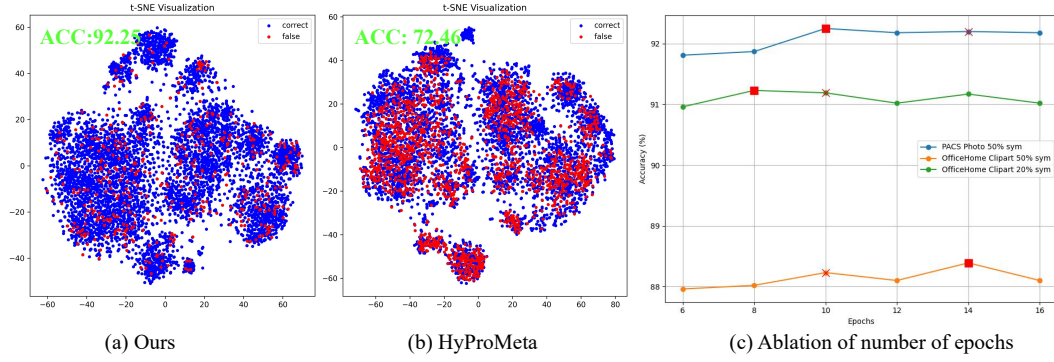 t-SNE Visualization
ACC:92.25
correct
false
60
40
20
0
−20
−40
−60
−40
−20
0
20
40
60
(a) Ours
t-SNE Visualization
ACC: 72.46
correct
false
60
40
20
0
−20
−40
−60
−60
−40
−20
0
20
40
60
80
(b) HyProMeta
Accuracy (%)
92
91
90
89
88
PACS Photo 50% sym
OfficeHome Clipart 50% sym
OfficeHome Clipart 20% sym
6
8
10
12
14
16
Epochs
(c) Ablation of number of epochs